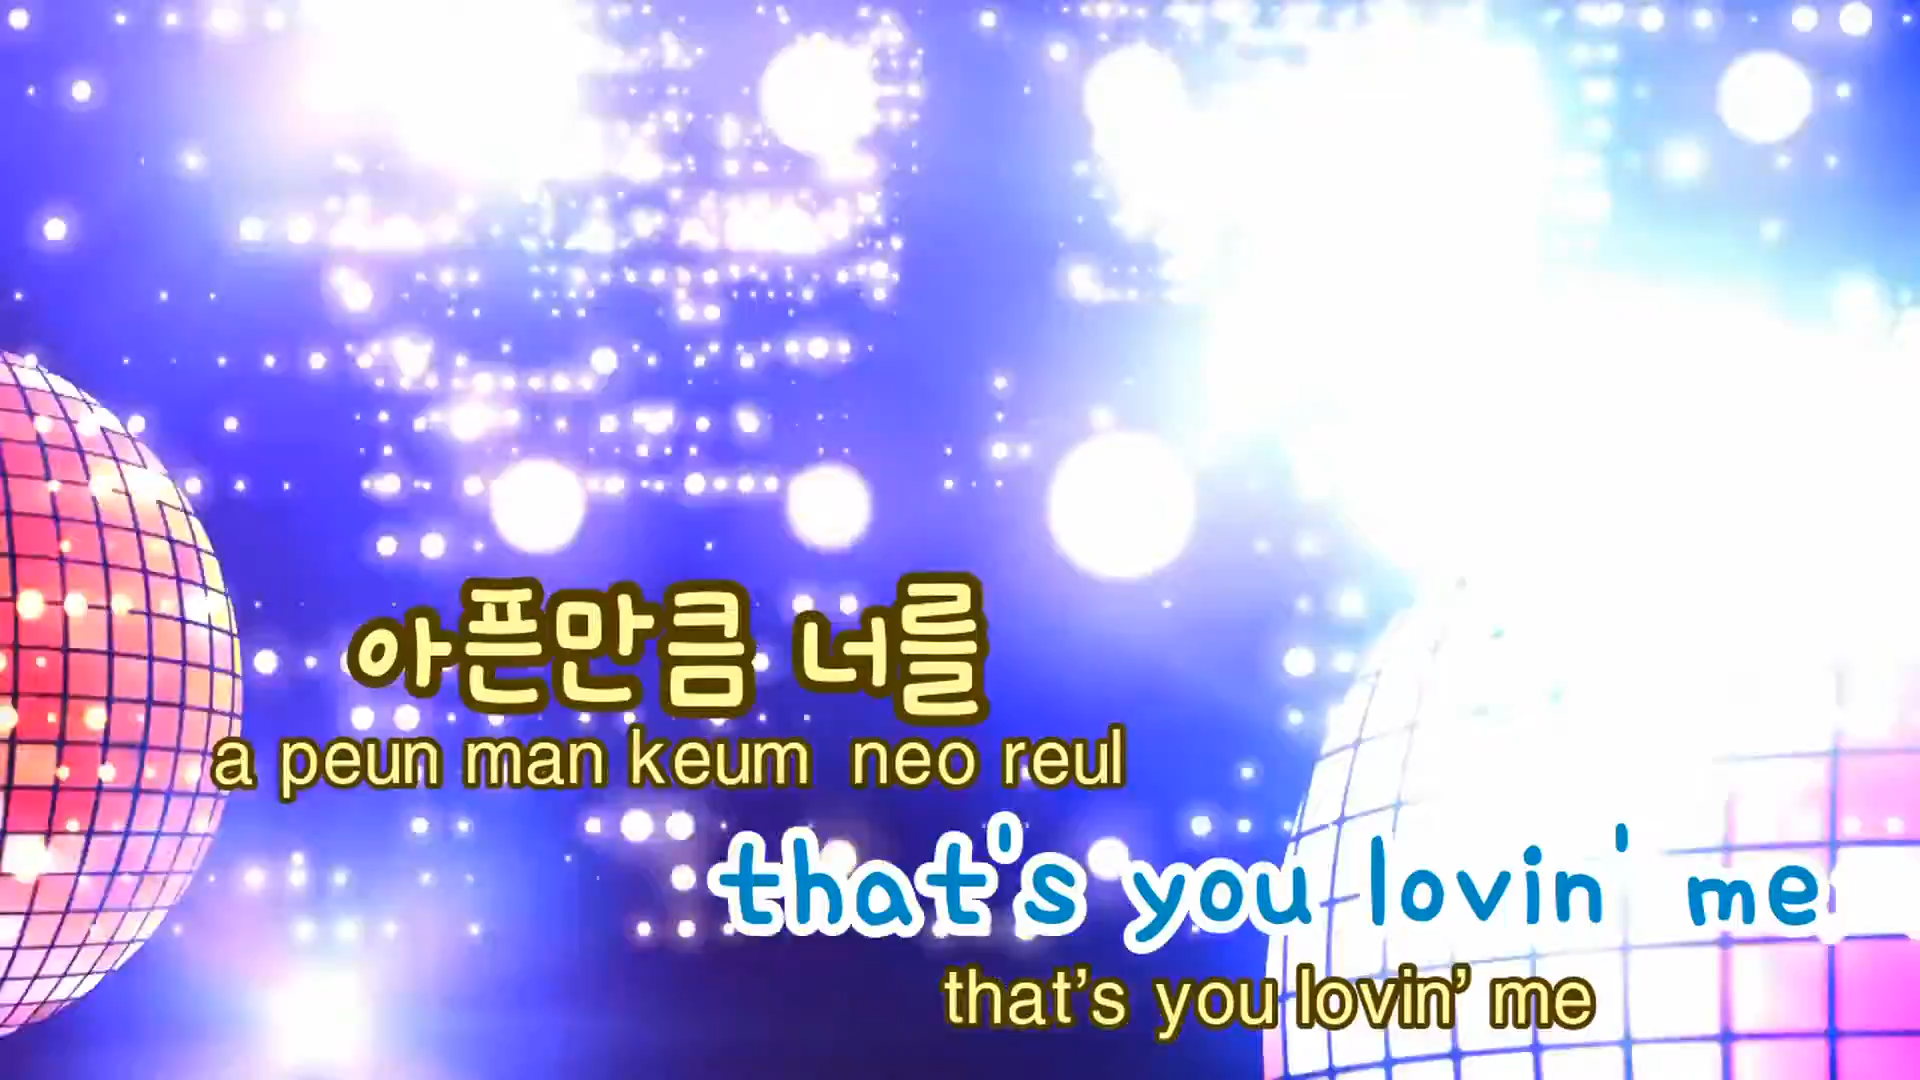 아픈만큼 너를
a peun man keum neo reul
that's you lovin' me
that's you lovin' me